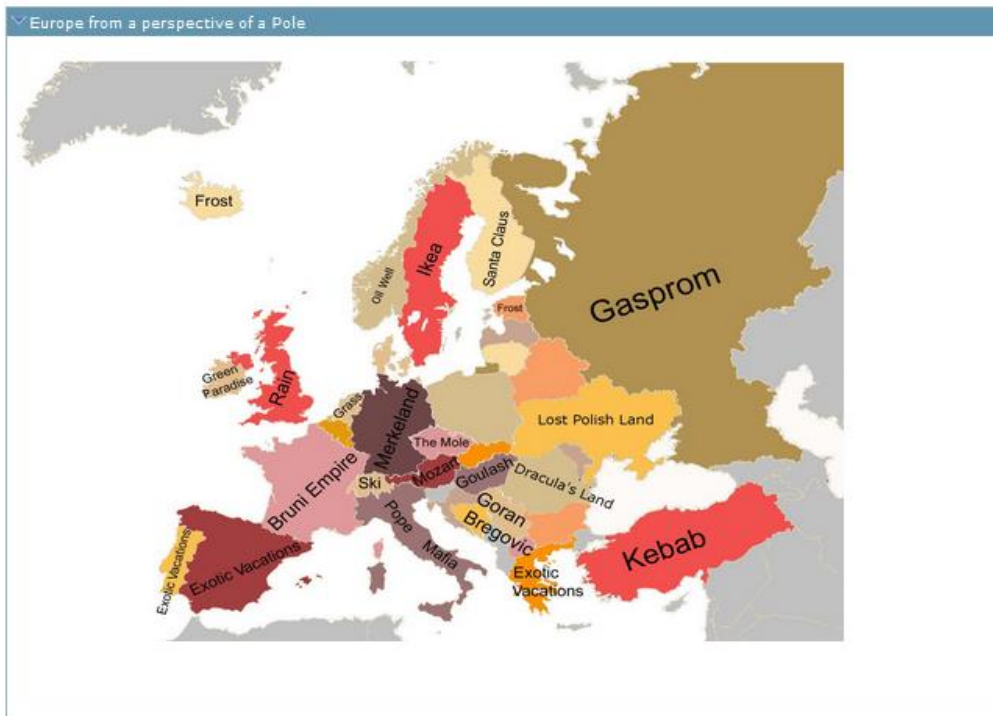 Europe from a perspective of a Pole
Frost
Ikea
Santa Claus
Oil Well
Gasprom
Frost
Green
Paradise
Rain
Grass
Merkeland
Lost Polish Land
The Mole
Bruni Empire
Ski
Mozart
Goulash
Dracula's Land
Pope
Mafia
Goran
Bregovic
Exotic Vacations
Exotic Vacations
Exotic
Vacations
Kebab